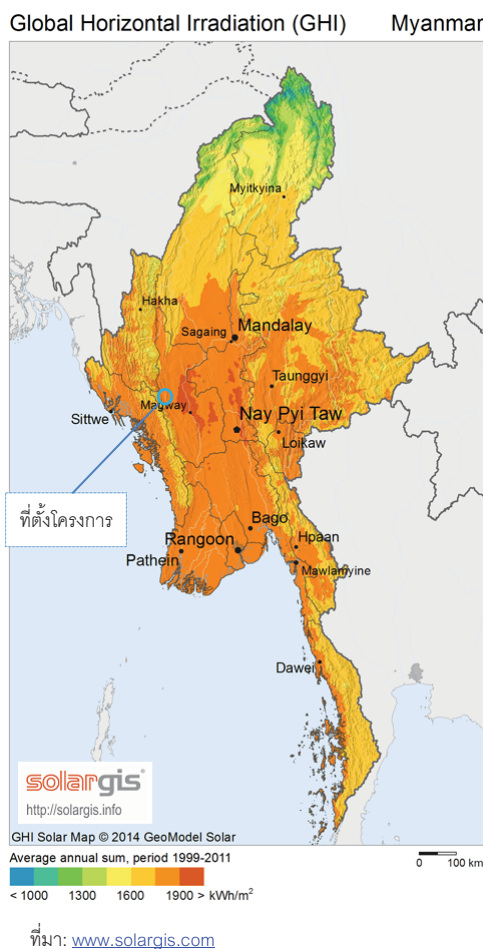 Global Horizontal Irradiation (GHI) Myanmar
Myitkyina
Hakha
Sagaing Mandalay
Taunggyi
Magway
Sittwe
Nay Pyi Taw
Loikaw
ที่ตั้งโครงการ
Bago
Rangoon
Hpaan
Pathein
Mawlamyine
Dawei
solargis
http://solargis.info
GHI Solar Map © 2014 GeoModel Solar
Average annual sum, period 1999-2011
0 100 km
< 1000 1300 1600 1900 > kWh/m²
ที่มา: www.solargis.com